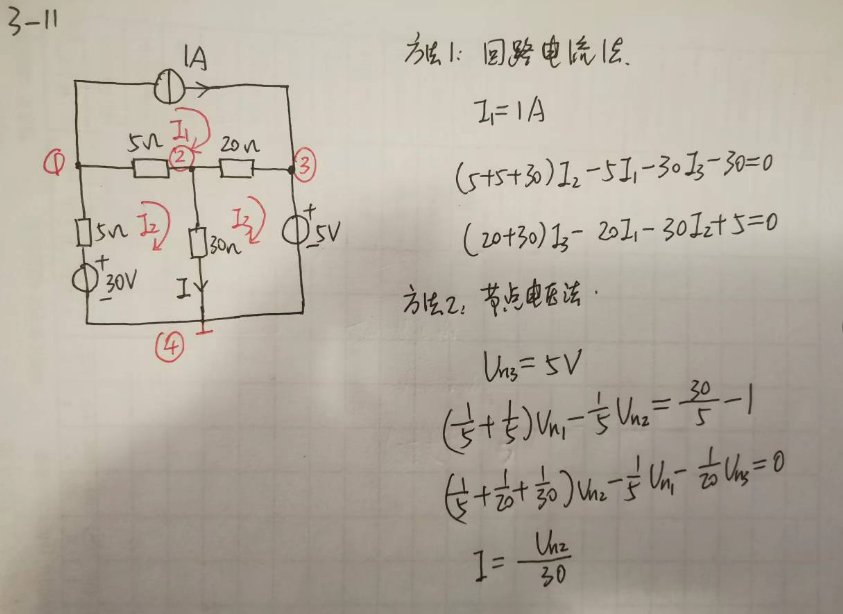 3-11
1A
5Ω
I₁
20Ω
①
②
③
5Ω
I₂
30Ω
I₃
+
5V
-
+
30V
-
I
④
方法1: 回路电流法.
I₁=1A
(5+5+30)I₂-5I₁-30I₃-30=0
(20+30)I₃-20I₁-30I₂+5=0
方法2: 节点电压法.
Un₃=5V
(1/5+1/5)Un₁-1/5Un₂=30/5-1
(1/5+1/20+1/30)Un₂-1/5Un₁-1/20Un₃=0
I=Un₂/30